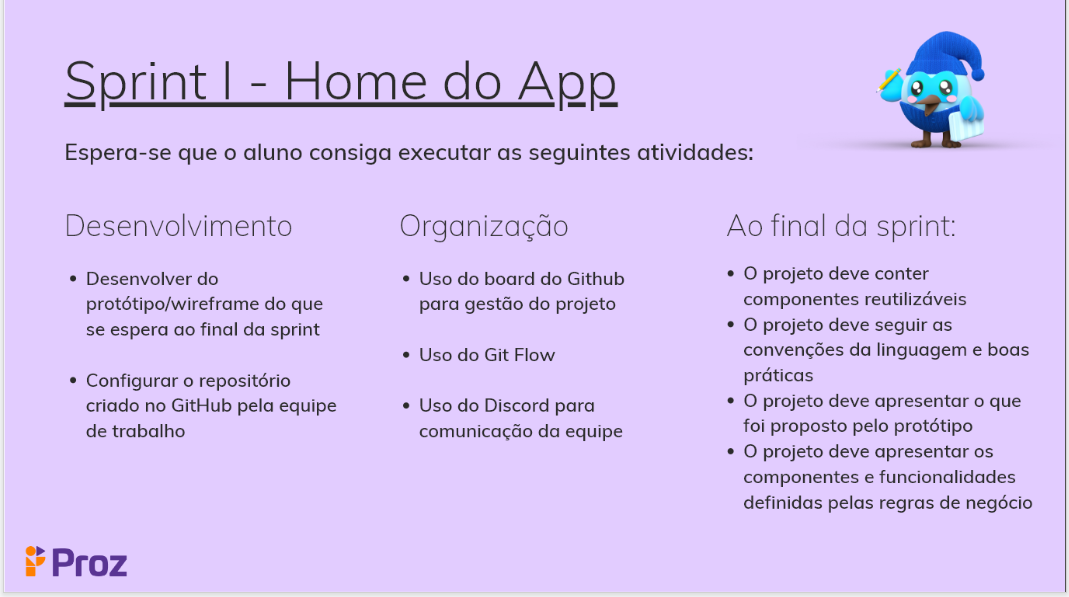 Sprint I - Home do App
Espera-se que o aluno consiga executar as seguintes atividades:
Desenvolvimento
• Desenvolver do
protótipo/wireframe do que
se espera ao final da sprint
• Configurar o repositório
criado no GitHub pela equipe
de trabalho
Organização
• Uso do board do Github
para gestão do projeto
• Uso do Git Flow
• Uso do Discord para
comunicação da equipe
Ao final da sprint:
• O projeto deve conter
componentes reutilizáveis
• O projeto deve seguir as
convenções da linguagem e boas
práticas
• O projeto deve apresentar o que
foi proposto pelo protótipo
• O projeto deve apresentar os
componentes e funcionalidades
definidas pelas regras de negócio
Proz